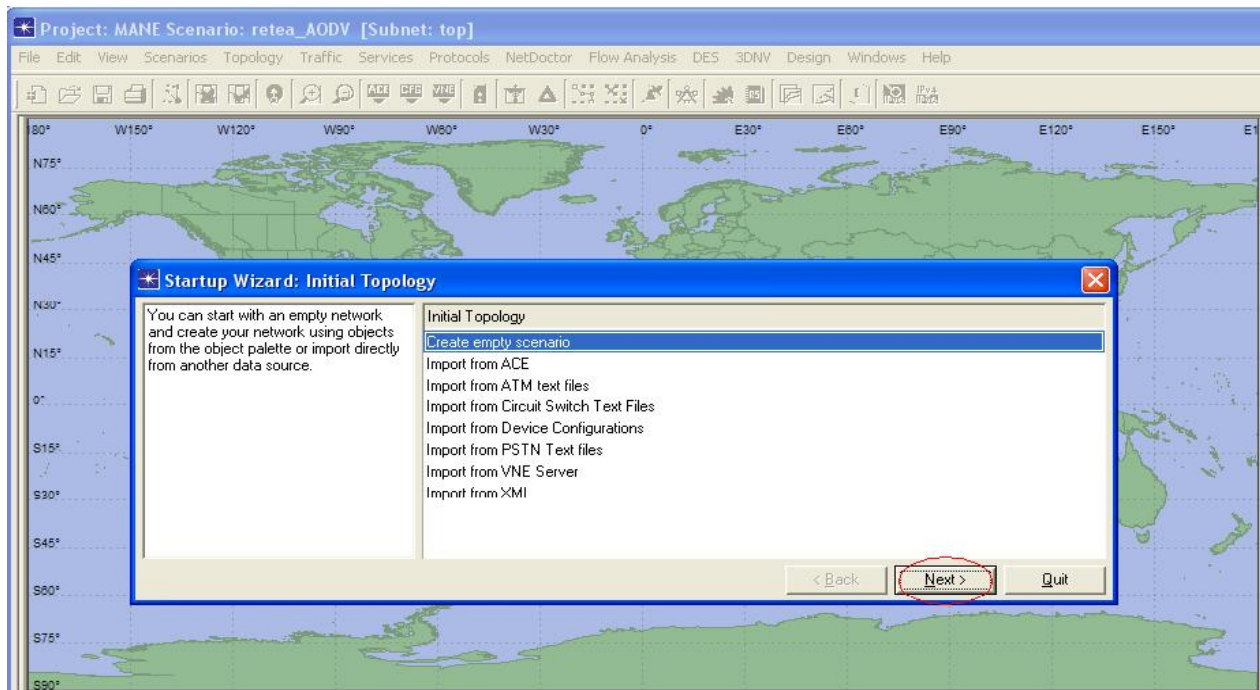 Project: MANE Scenario: retea_AODV [Subnet: top]
File Edit View Scenarios Topology Traffic Services Protocols NetDoctor Flow Analysis DES 3DNV Design Windows Help
ACE CFG VNE
180° W150° W120° W90° W60° W30° 0° E30° E60° E90° E120° E150° E1
N75°
N60°
N45°
Startup Wizard: Initial Topology
N30°
You can start with an empty network
and create your network using objects
from the object palette or import directly
from another data source.
Initial Topology
Create empty scenario
Import from ACE
Import from ATM text files
Import from Circuit Switch Text Files
Import from Device Configurations
Import from PSTN Text files
Import from VNE Server
Import from XML
N15°
0°
S15°
S30°
S45°
< Back Next > Quit
S60°
S75°
S90°